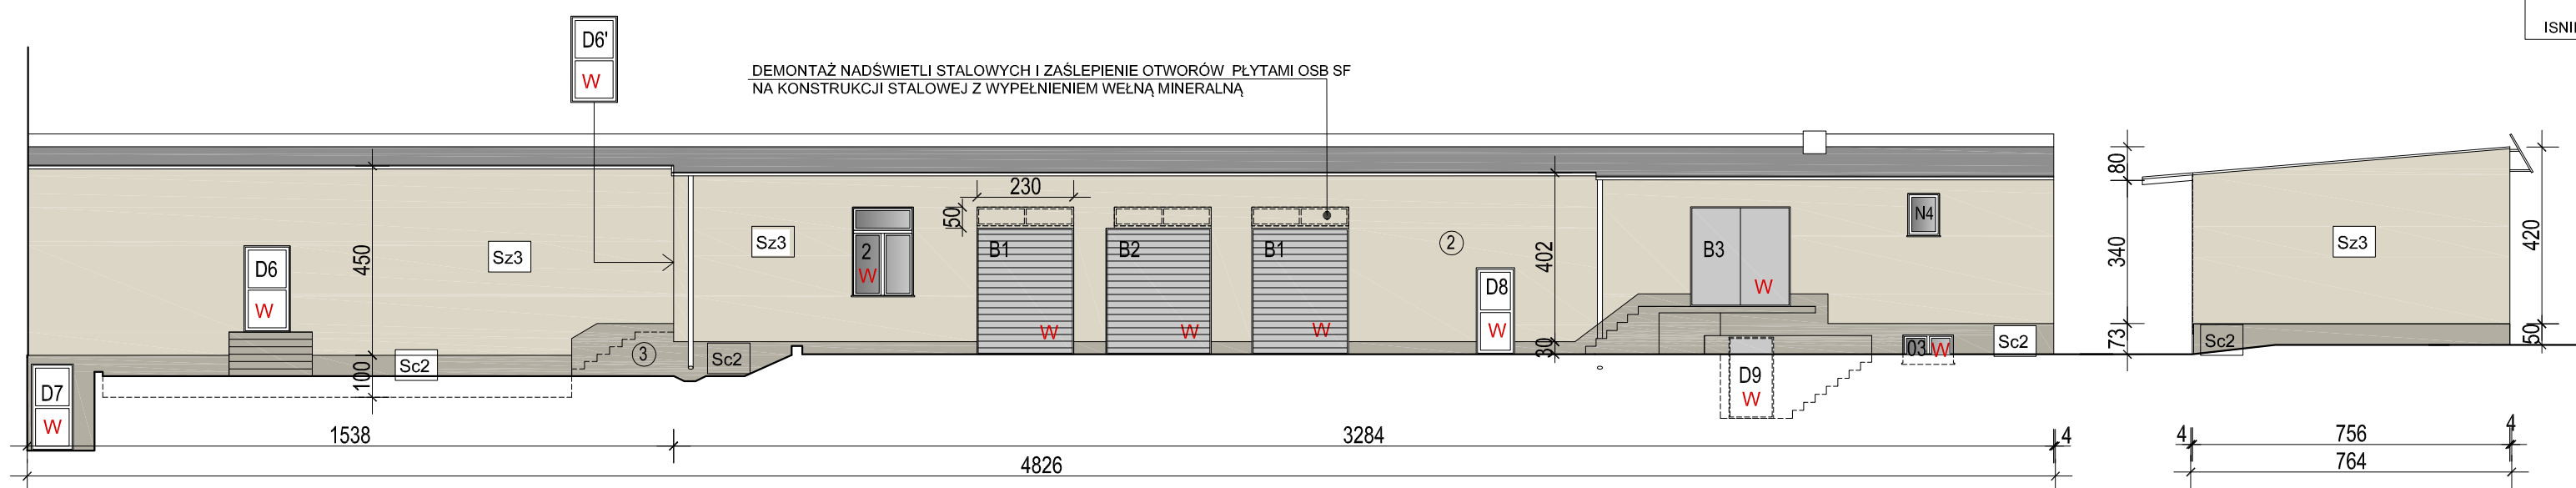 D6'
W
ISNI
DEMONTAŻ NADŚWIETLI STALOWYCH I ZAŚLEPIENIE OTWORÓW PŁYTAMI OSB SF
NA KONSTRUKCJI STALOWEJ Z WYPEŁNIENIEM WEŁNĄ MINERALNĄ
D6
W
Sz3
450
100
Sc2
D7
W
3
Sc2
Sz3
2
W
230
50
B1
W
B2
W
B1
W
2
D8
W
402
30
B3
W
N4
03
W
Sc2
D9
W
80
340
73
Sz3
Sc2
420
50
1538
3284
4
4826
4
756
4
764